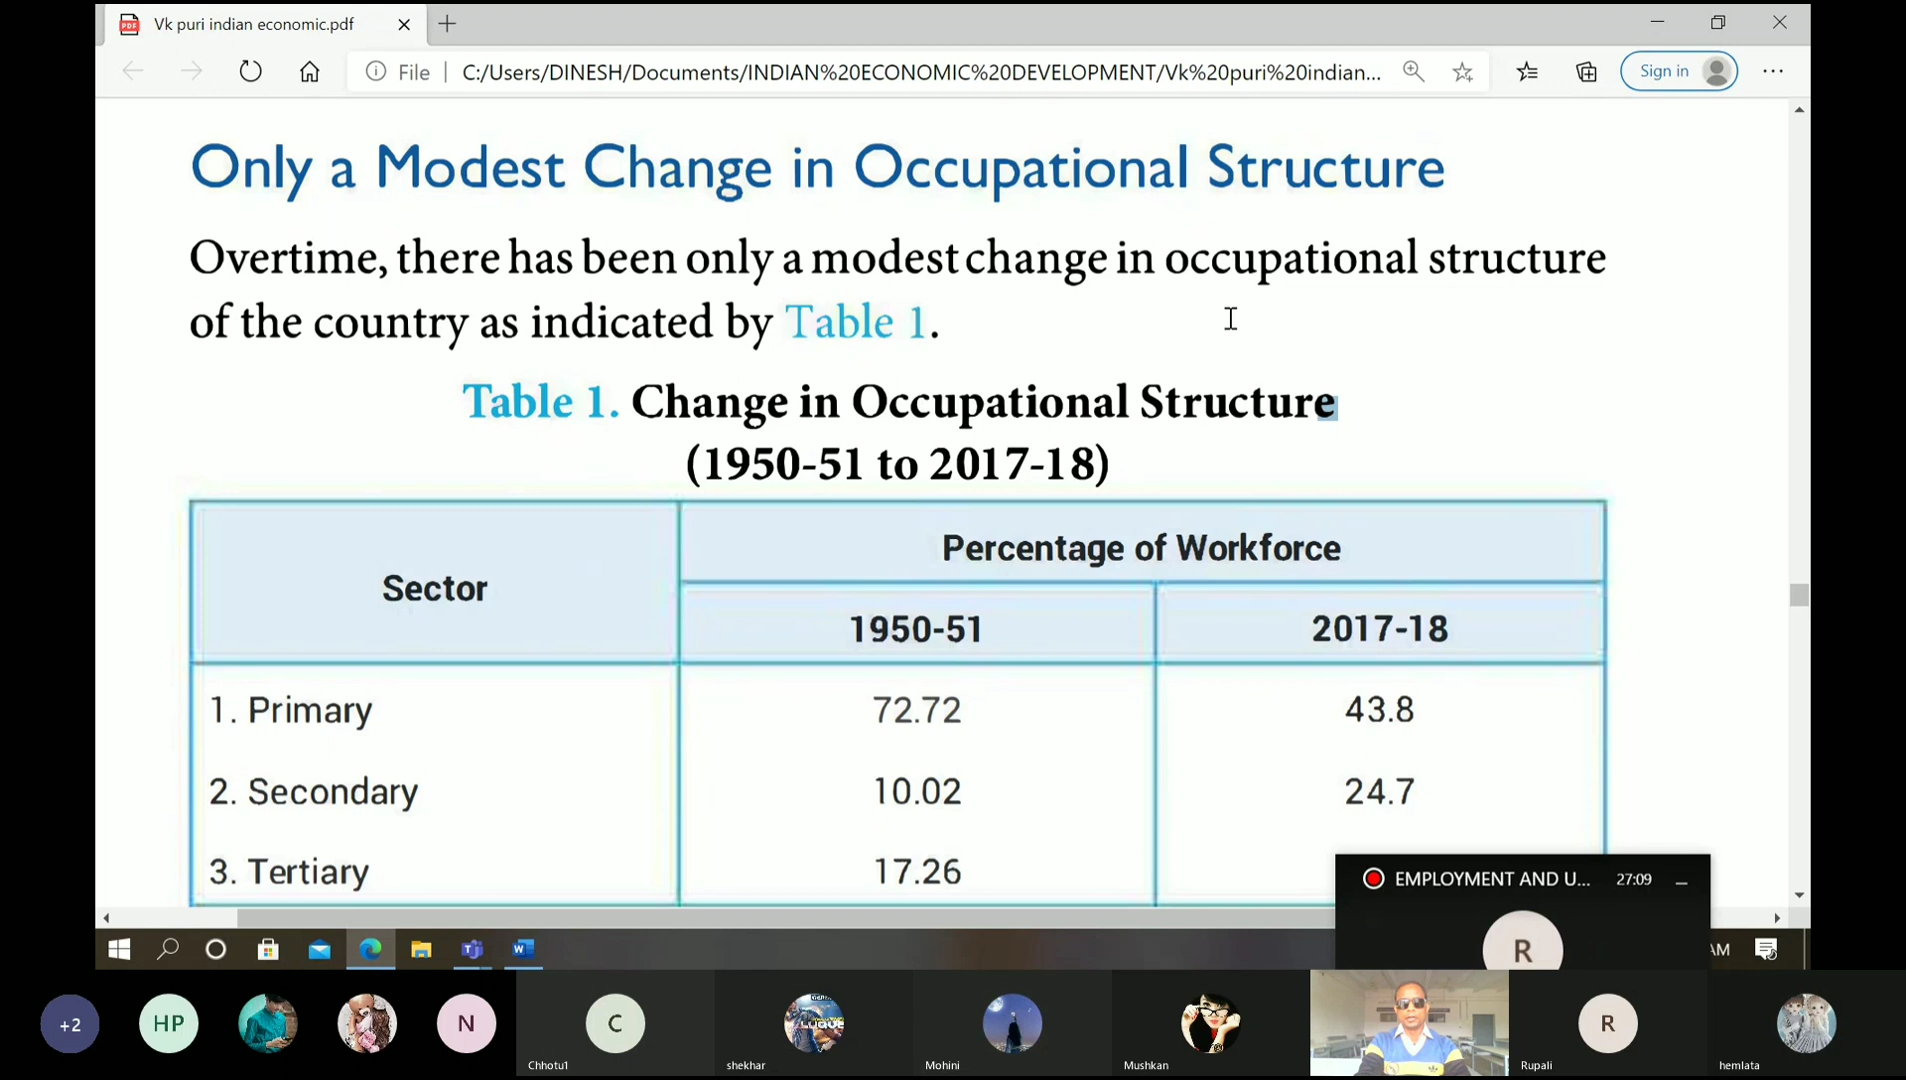 Vk puri indian economic.pdf
File
C:/Users/DINESH/Documents/INDIAN%20ECONOMIC%20DEVELOPMENT/Vk%20puri%20indian...
Sign in
Only a Modest Change in Occupational Structure
Overtime, there has been only a modest change in occupational structure
of the country as indicated by Table 1.
Table 1. Change in Occupational Structure
(1950-51 to 2017-18)
Sector
Percentage of Workforce
1950-51 2017-18
1. Primary 72.72 43.8
2. Secondary 10.02 24.7
3. Tertiary 17.26
EMPLOYMENT AND U... 27:09
R
AM
+2 HP N C R
Chhotu1 shekhar Mohini Mushkan Rupali hemlata